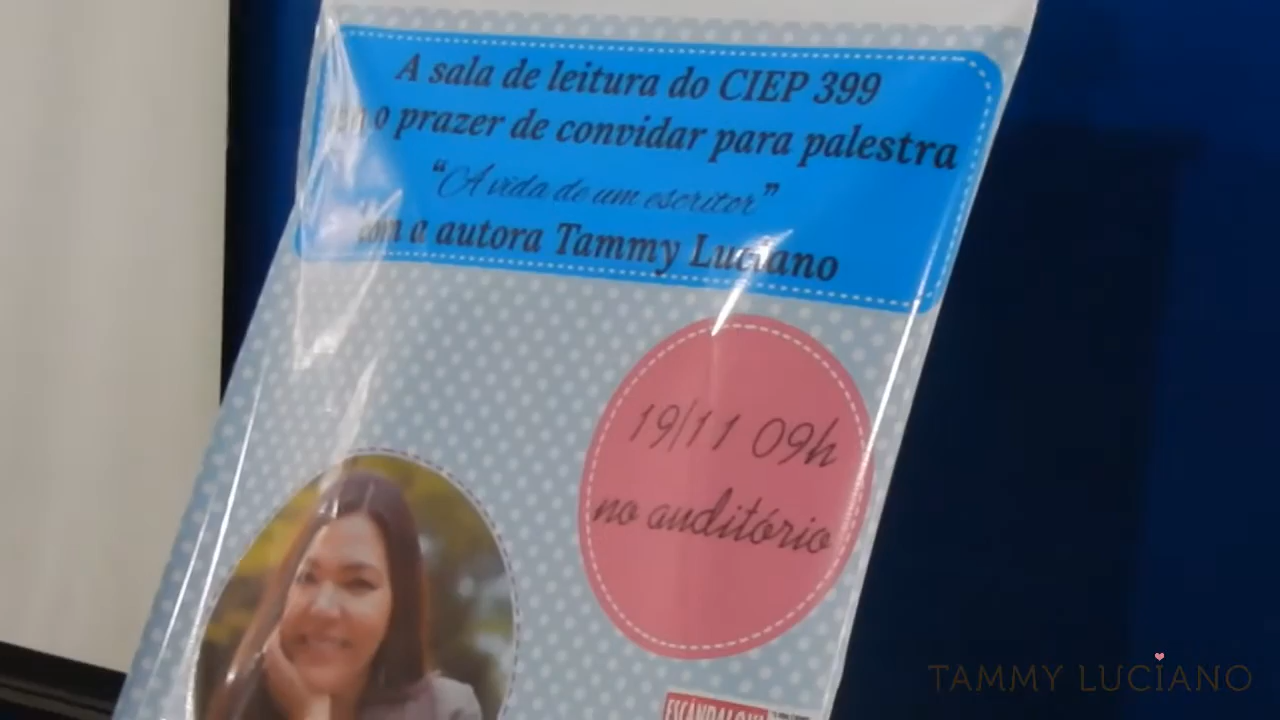 A sala de leitura do CIEP 399
o prazer de convidar para palestra
“A vida de um escritor”
com a autora Tammy Luciano
19/11 09h
no auditório
TAMMY LUCIANO